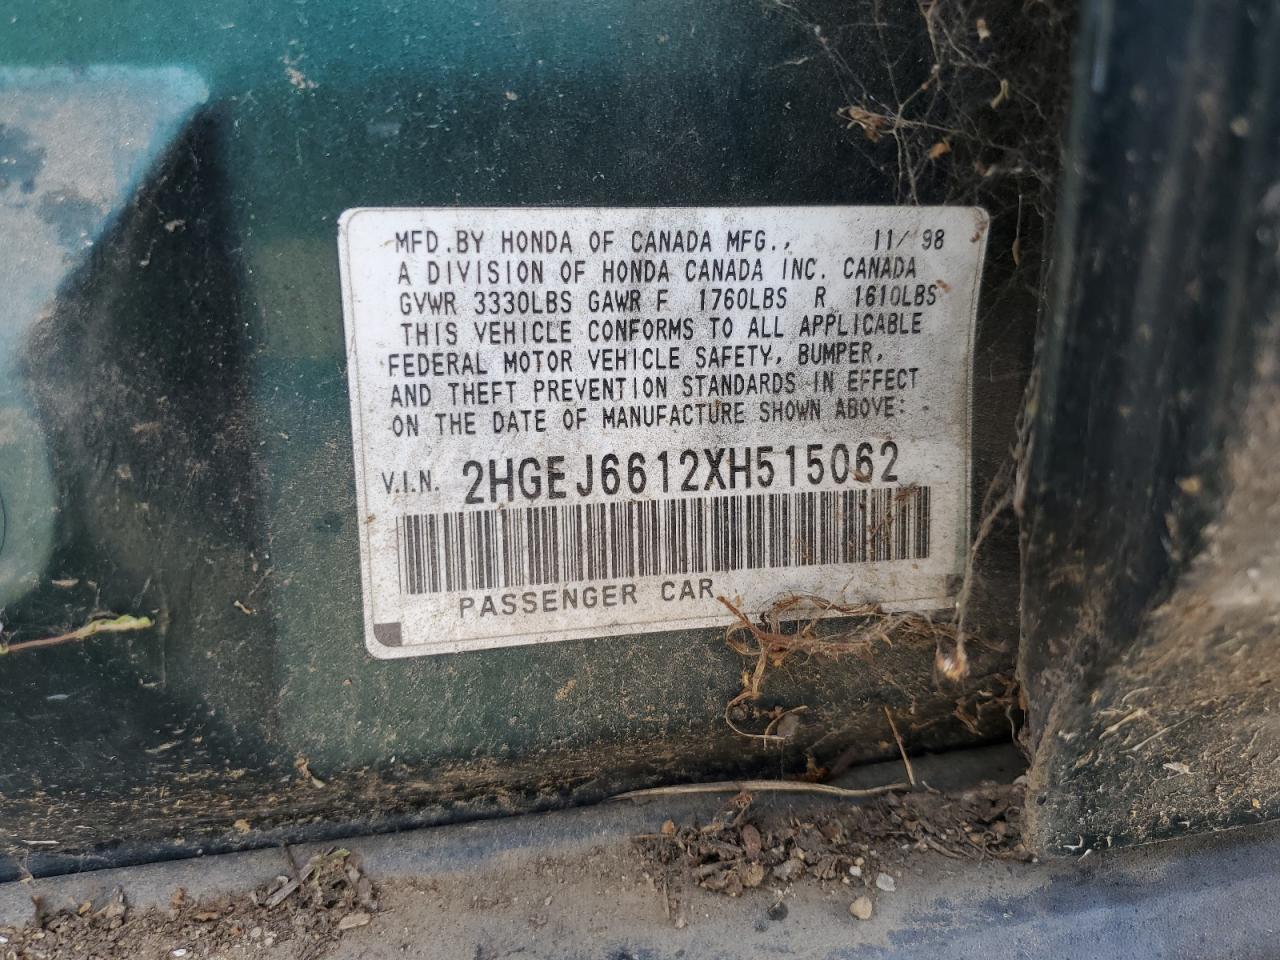 MFD.BY HONDA OF CANADA MFG., 11/ 98
A DIVISION OF HONDA CANADA INC. CANADA
GVWR 3330LBS GAWR F 1760LBS R 1610LBS
THIS VEHICLE CONFORMS TO ALL APPLICABLE
FEDERAL MOTOR VEHICLE SAFETY, BUMPER,
AND THEFT PREVENTION STANDARDS IN EFFECT
ON THE DATE OF MANUFACTURE SHOWN ABOVE:
V.I.N. 2HGEJ6612XH515062
PASSENGER CAR